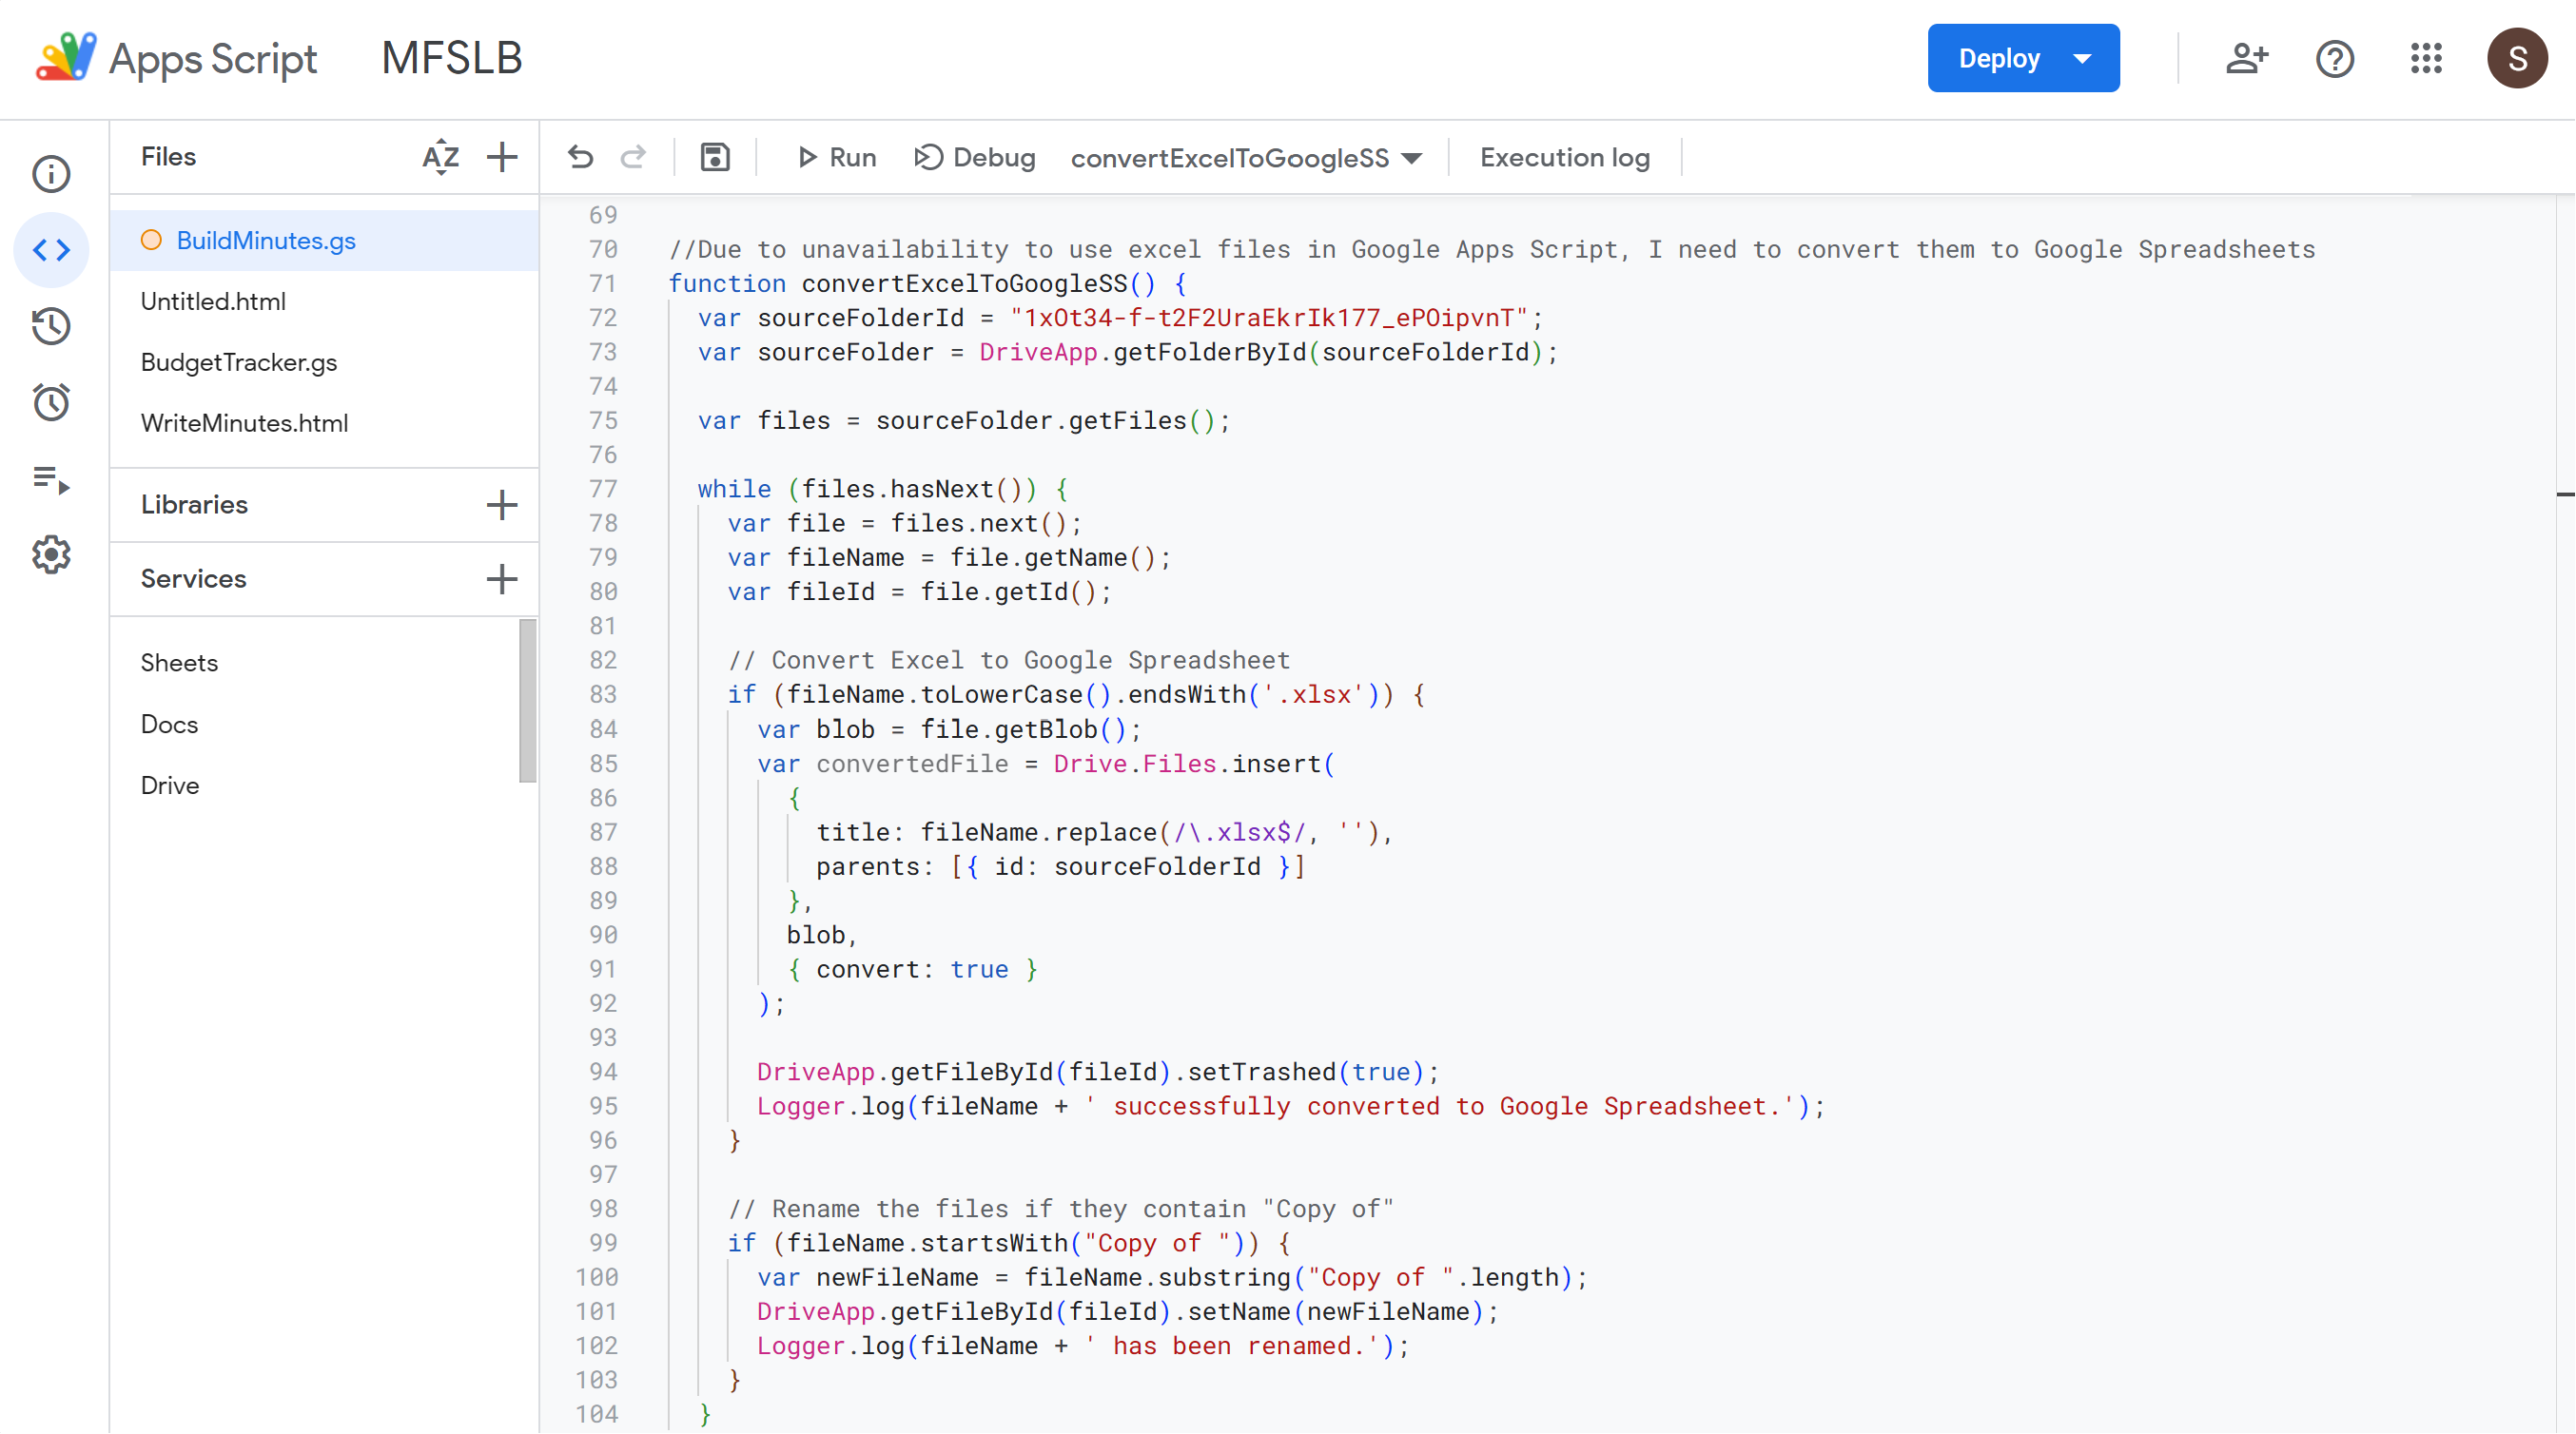 Apps Script MFSLB Deploy S
Files AZ
Run Debug convertExcelToGoogleSS Execution log
BuildMinutes.gs
Untitled.html
BudgetTracker.gs
WriteMinutes.html
Libraries
Services
Sheets
Docs
Drive
69
70 //Due to unavailability to use excel files in Google Apps Script, I need to convert them to Google Spreadsheets
71 function convertExcelToGoogleSS() {
72 var sourceFolderId = "1xOt34-f-t2F2UraEkrIk177_ePOipvnT";
73 var sourceFolder = DriveApp.getFolderById(sourceFolderId);
74
75 var files = sourceFolder.getFiles();
76
77 while (files.hasNext()) {
78 var file = files.next();
79 var fileName = file.getName();
80 var fileId = file.getId();
81
82 // Convert Excel to Google Spreadsheet
83 if (fileName.toLowerCase().endsWith('.xlsx')) {
84 var blob = file.getBlob();
85 var convertedFile = Drive.Files.insert(
86 {
87 title: fileName.replace(/\.xlsx$/, ''),
88 parents: [{ id: sourceFolderId }]
89 },
90 blob,
91 { convert: true }
92 );
93
94 DriveApp.getFileById(fileId).setTrashed(true);
95 Logger.log(fileName + ' successfully converted to Google Spreadsheet.');
96 }
97
98 // Rename the files if they contain "Copy of"
99 if (fileName.startsWith("Copy of ")) {
100 var newFileName = fileName.substring("Copy of ".length);
101 DriveApp.getFileById(fileId).setName(newFileName);
102 Logger.log(fileName + ' has been renamed.');
103 }
104 }